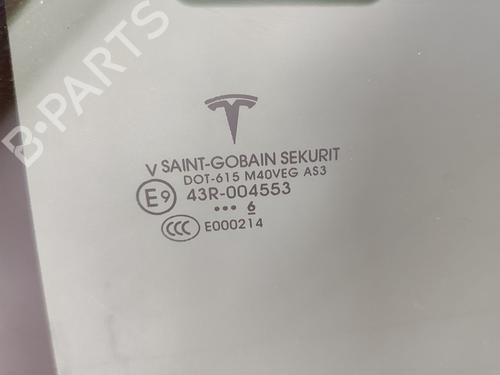 B-PARTS
V SAINT-GOBAIN SEKURIT
DOT-615 M40VEG AS3
E9 43R-004553
••• 6
CCC E000214